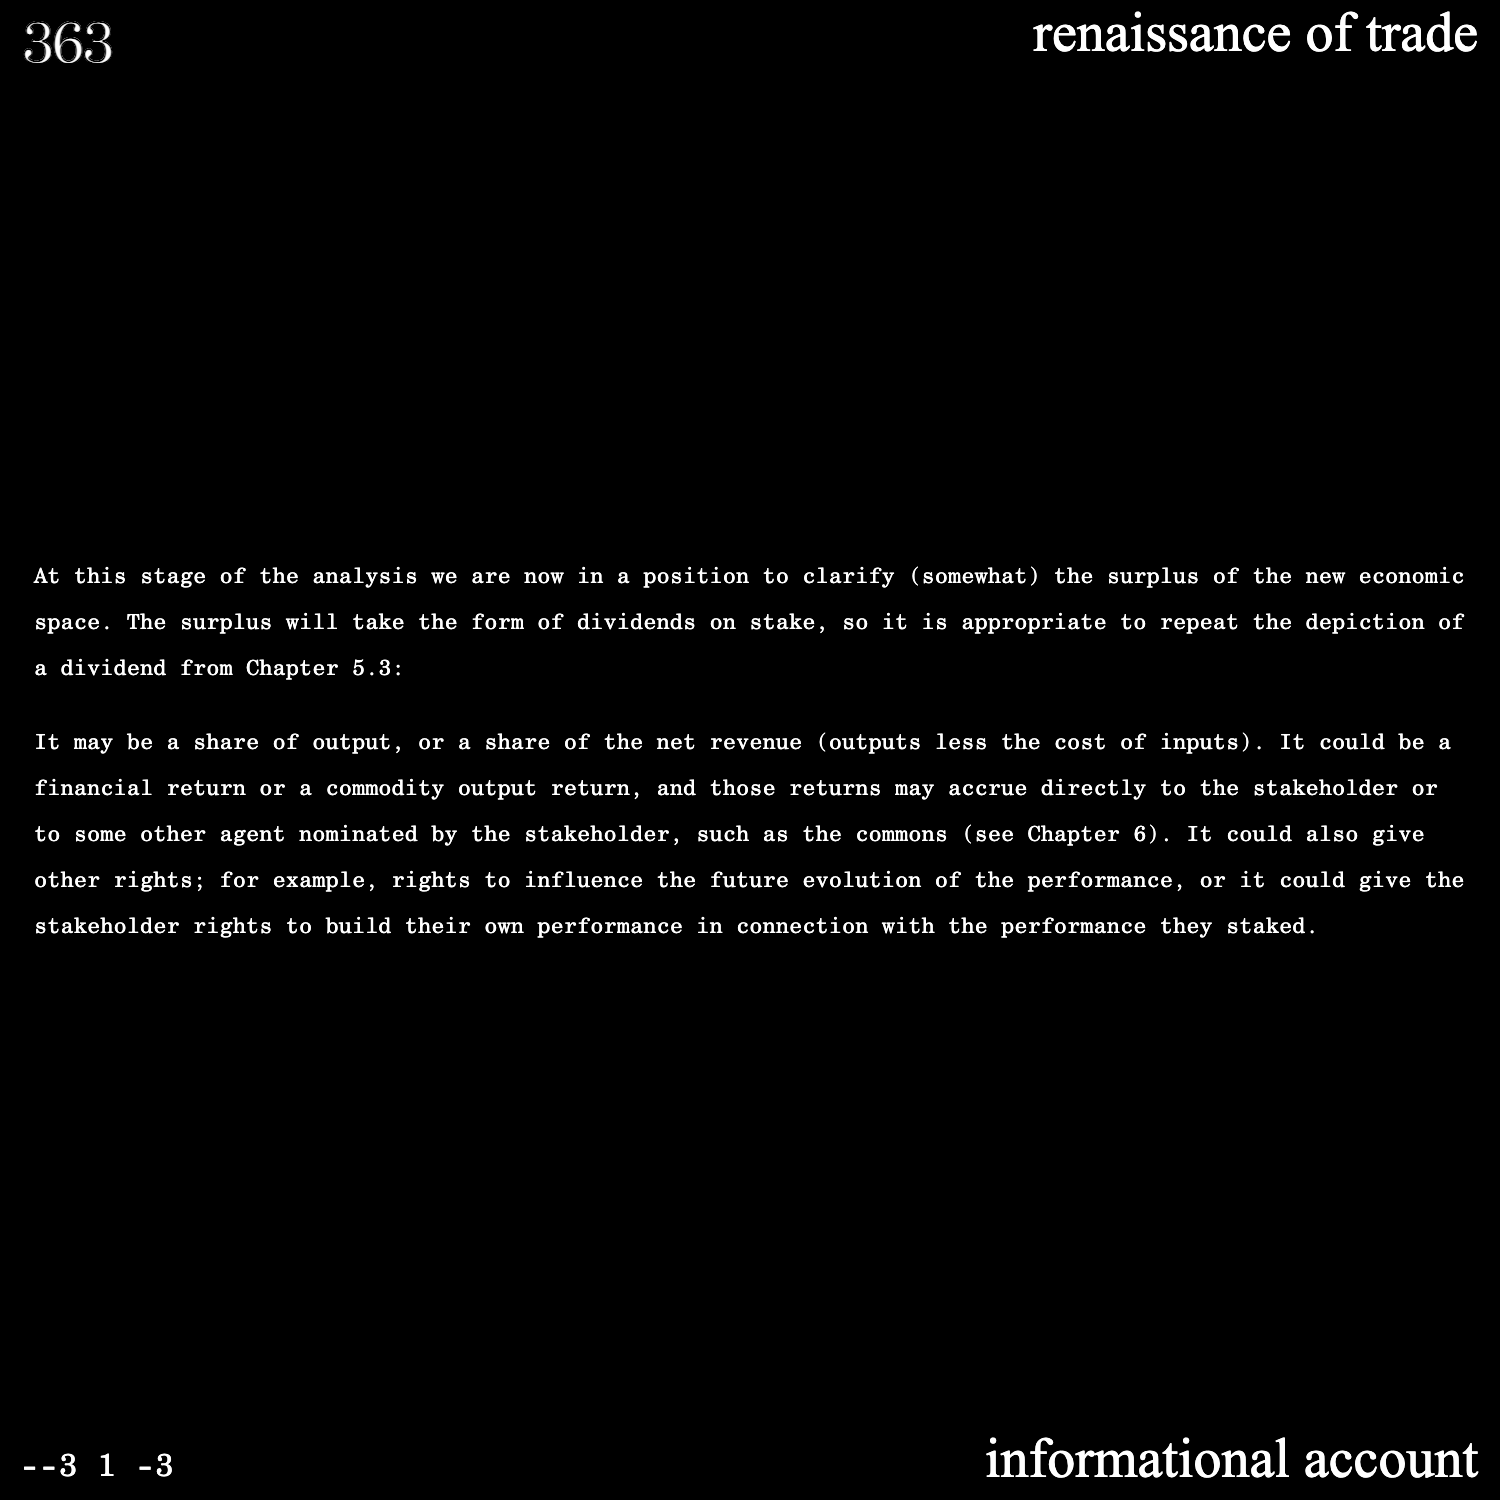 363
renaissance of trade
At this stage of the analysis we are now in a position to clarify (somewhat) the surplus of the new economic
space. The surplus will take the form of dividends on stake, so it is appropriate to repeat the depiction of
a dividend from Chapter 5.3:
It may be a share of output, or a share of the net revenue (outputs less the cost of inputs). It could be a
financial return or a commodity output return, and those returns may accrue directly to the stakeholder or
to some other agent nominated by the stakeholder, such as the commons (see Chapter 6). It could also give
other rights; for example, rights to influence the future evolution of the performance, or it could give the
stakeholder rights to build their own performance in connection with the performance they staked.
--3 1 -3
informational account